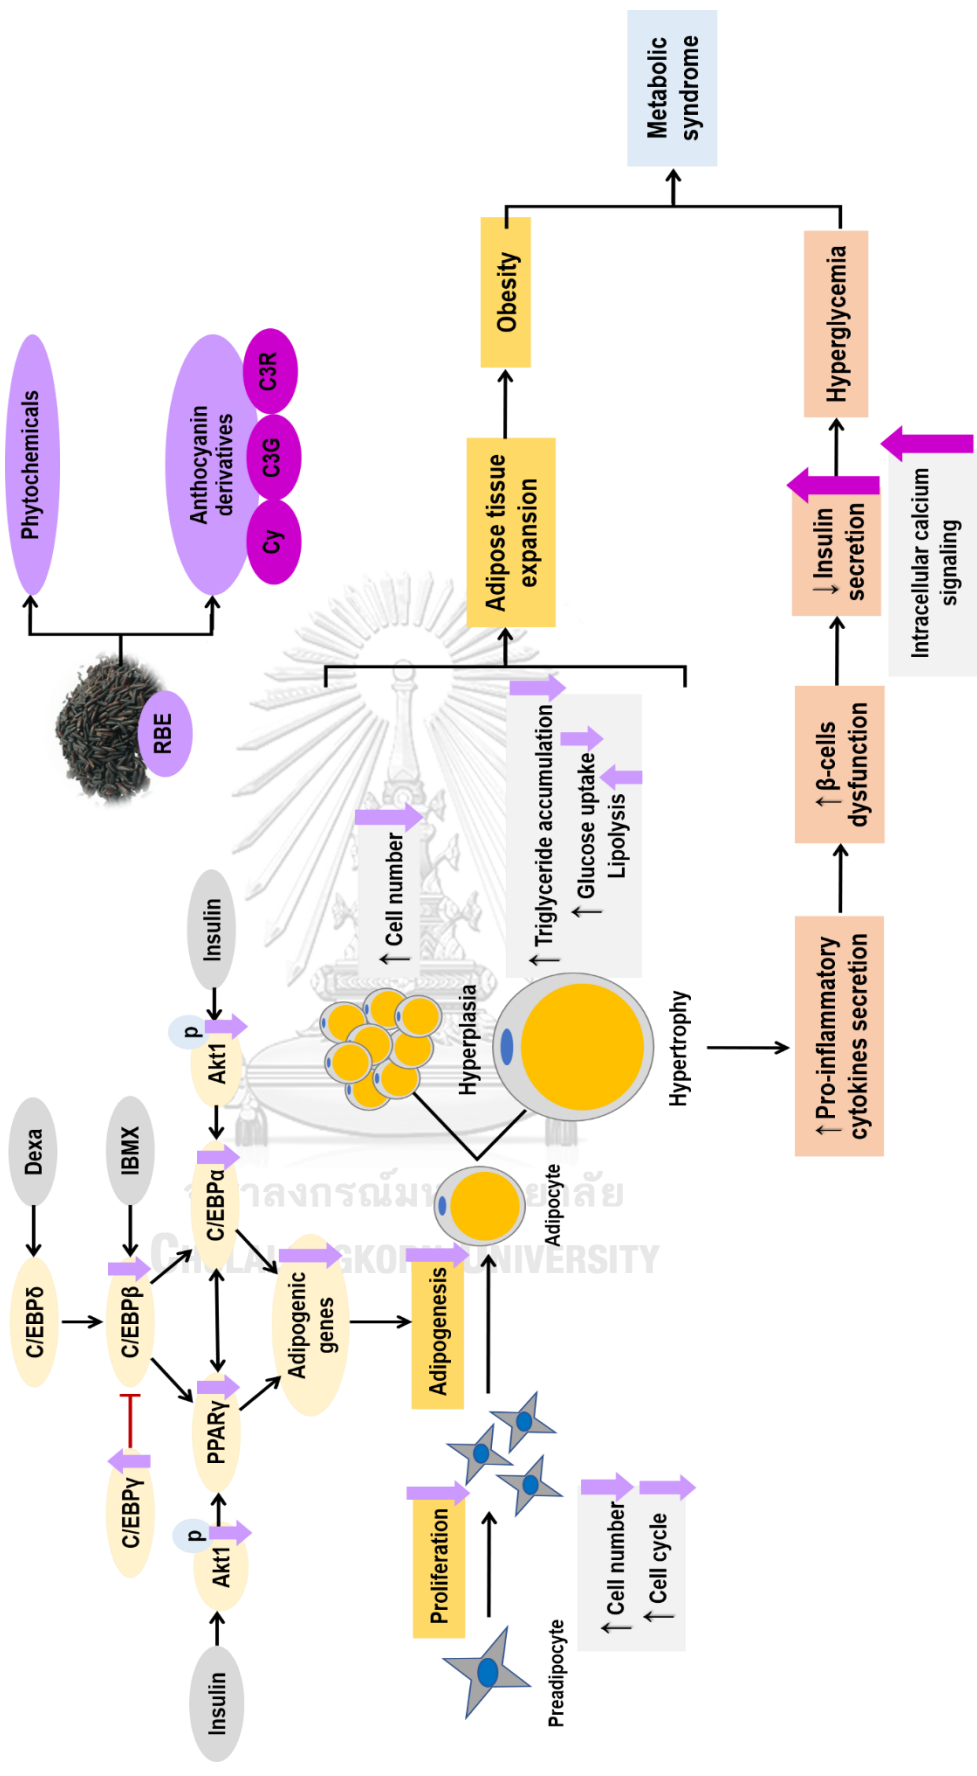 Dexa
C/EBPδ
IBMX
C/EBPβ
C/EBPγ
Insulin
p
Akt1
PPARγ
C/EBPα
p
Akt1
Insulin
Adipogenic
genes
RBE
Phytochemicals
Anthocyanin
derivatives
Cy
C3G
C3R
Proliferation
Adipogenesis
Preadipocyte
↑ Cell number
↑ Cell cycle
Adipocyte
Hyperplasia
↑ Cell number
Hypertrophy
↑ Triglyceride accumulation
↑ Glucose uptake
Lipolysis
Adipose tissue
expansion
Obesity
↑ Pro-inflammatory
cytokines secretion
↑ β-cells
dysfunction
↓ Insulin
secretion
Intracellular calcium
signaling
Hyperglycemia
Metabolic
syndrome
UNIVERSITY